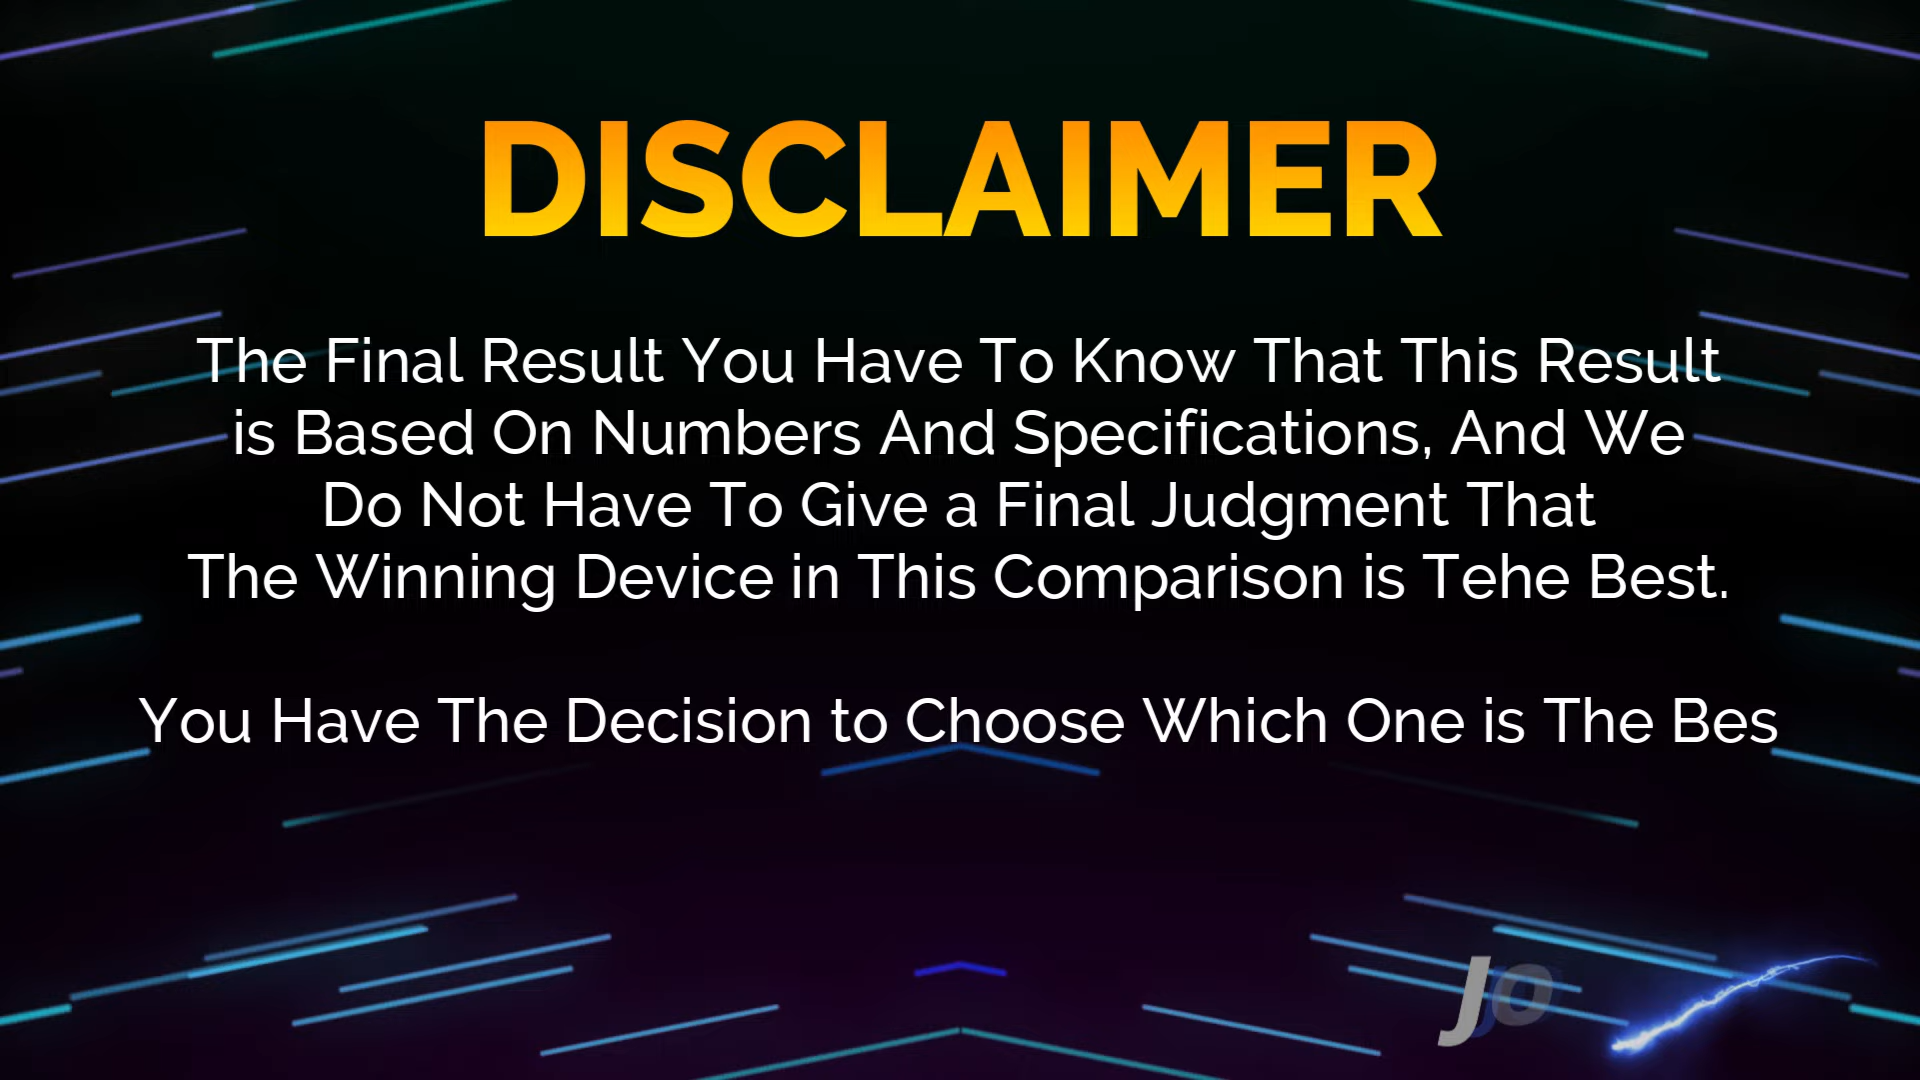 DISCLAIMER
The Final Result You Have To Know That This Result
is Based On Numbers And Specifications, And We
Do Not Have To Give a Final Judgment That
The Winning Device in This Comparison is Tehe Best.
You Have The Decision to Choose Which One is The Bes